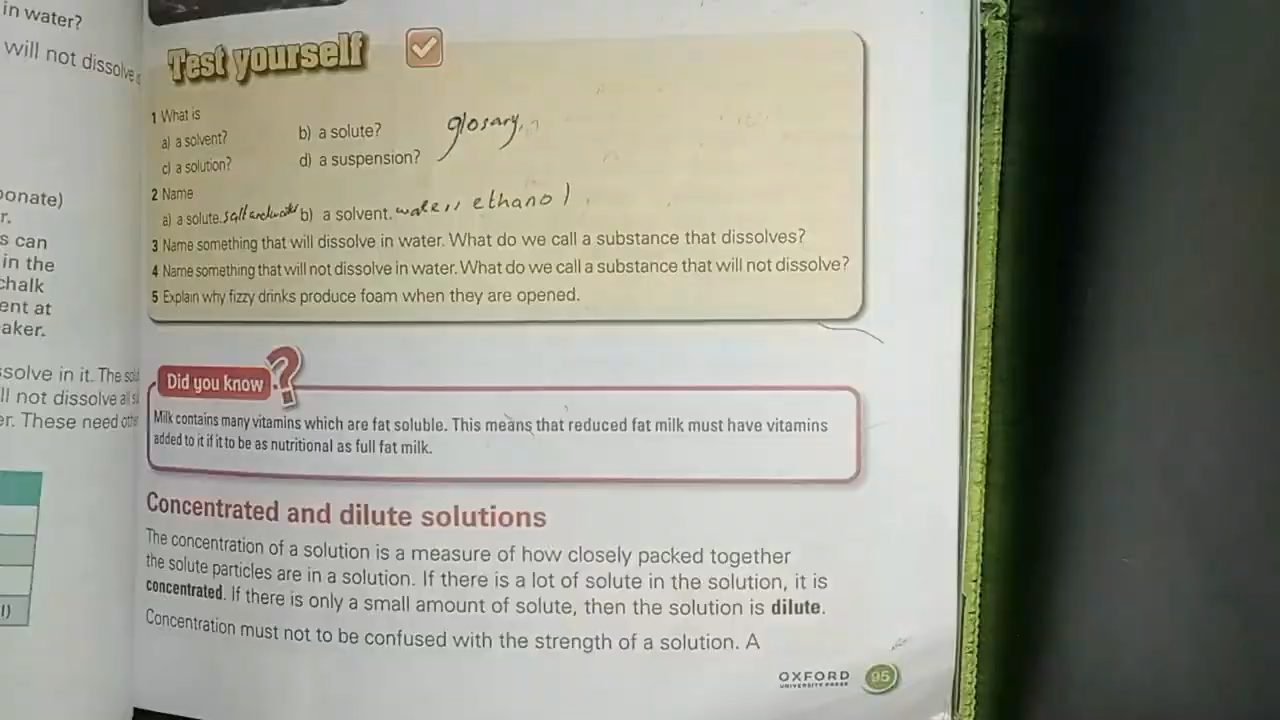 in water?
will not dissolve
onate)
r.
s can
in the
chalk
ent at
aker.
ssolve in it. The
ll not dissolve
er. These need
l)
Test yourself
1 What is
a) a solvent? b) a solute? glosary,
c) a solution? d) a suspension?
2 Name
a) a solute. b) a solvent. ethanol
3 Name something that will dissolve in water. What do we call a substance that dissolves?
4 Name something that will not dissolve in water. What do we call a substance that will not dissolve?
5 Explain why fizzy drinks produce foam when they are opened.
Did you know ?
Milk contains many vitamins which are fat soluble. This means that reduced fat milk must have vitamins
added to it if it to be as nutritional as full fat milk.
Concentrated and dilute solutions
The concentration of a solution is a measure of how closely packed together
the solute particles are in a solution. If there is a lot of solute in the solution, it is
concentrated. If there is only a small amount of solute, then the solution is dilute.
Concentration must not to be confused with the strength of a solution. A
OXFORD
UNIVERSITY PRESS
95